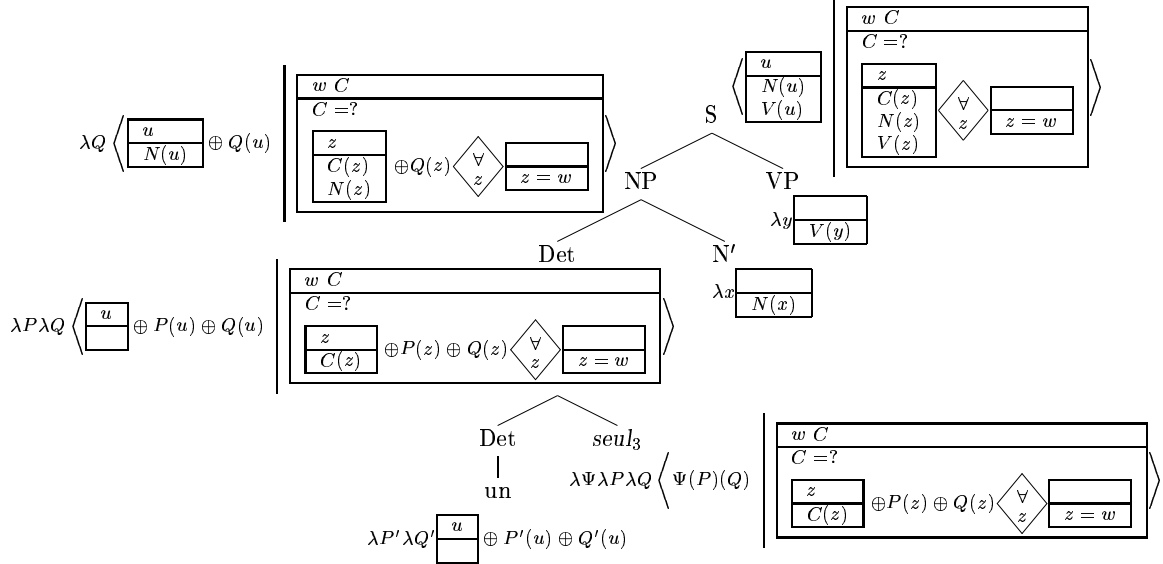 S
⟨ u N(u) V(u) | w C C =? z C(z) N(z) V(z) ∀ z z = w ⟩
λQ ⟨ u N(u) ⊕ Q(u) | w C C =? z C(z) N(z) ⊕Q(z) ∀ z z = w ⟩
NP VP
λy V(y)
Det N′
λx N(x)
λPλQ ⟨ u ⊕ P(u) ⊕ Q(u) | w C C =? z C(z) ⊕P(z) ⊕ Q(z) ∀ z z = w ⟩
Det seul₃
un
λΨλPλQ ⟨ Ψ(P)(Q) | w C C =? z C(z) ⊕P(z) ⊕ Q(z) ∀ z z = w ⟩
λP′λQ′ u ⊕ P′(u) ⊕ Q′(u)